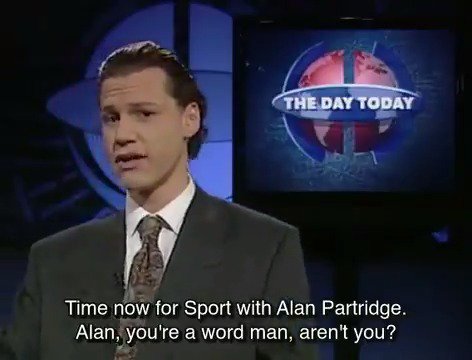 THE DAY TODAY
Time now for Sport with Alan Partridge.
Alan, you're a word man, aren't you?